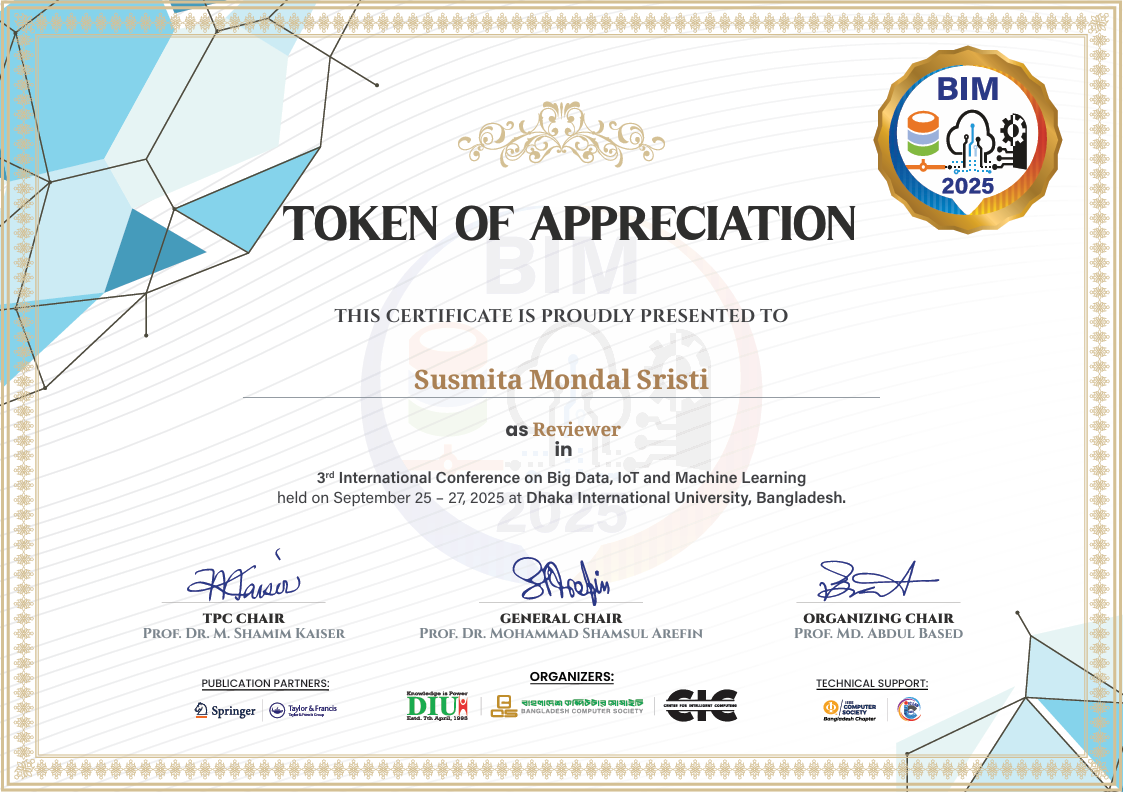 BIM
2025
TOKEN OF APPRECIATION
BIM
THIS CERTIFICATE IS PROUDLY PRESENTED TO
Susmita Mondal Sristi
as Reviewer
in
3rd International Conference on Big Data, IoT and Machine Learning
held on September 25 – 27, 2025 at Dhaka International University, Bangladesh.
2025
TPC CHAIR
PROF. DR. M. SHAMIM KAISER
GENERAL CHAIR
PROF. DR. MOHAMMAD SHAMSUL AREFIN
ORGANIZING CHAIR
PROF. MD. ABDUL BASED
PUBLICATION PARTNERS:
Springer
Taylor & Francis
Taylor & Francis Group
ORGANIZERS:
Knowledge is Power
DIU
Estd. 7th April, 1995
বাংলাদেশ কম্পিউটার সোসাইটি
BANGLADESH COMPUTER SOCIETY
CIC
CENTER FOR INTELLIGENT COMPUTING
TECHNICAL SUPPORT:
IEEE
COMPUTER
SOCIETY
Bangladesh Chapter